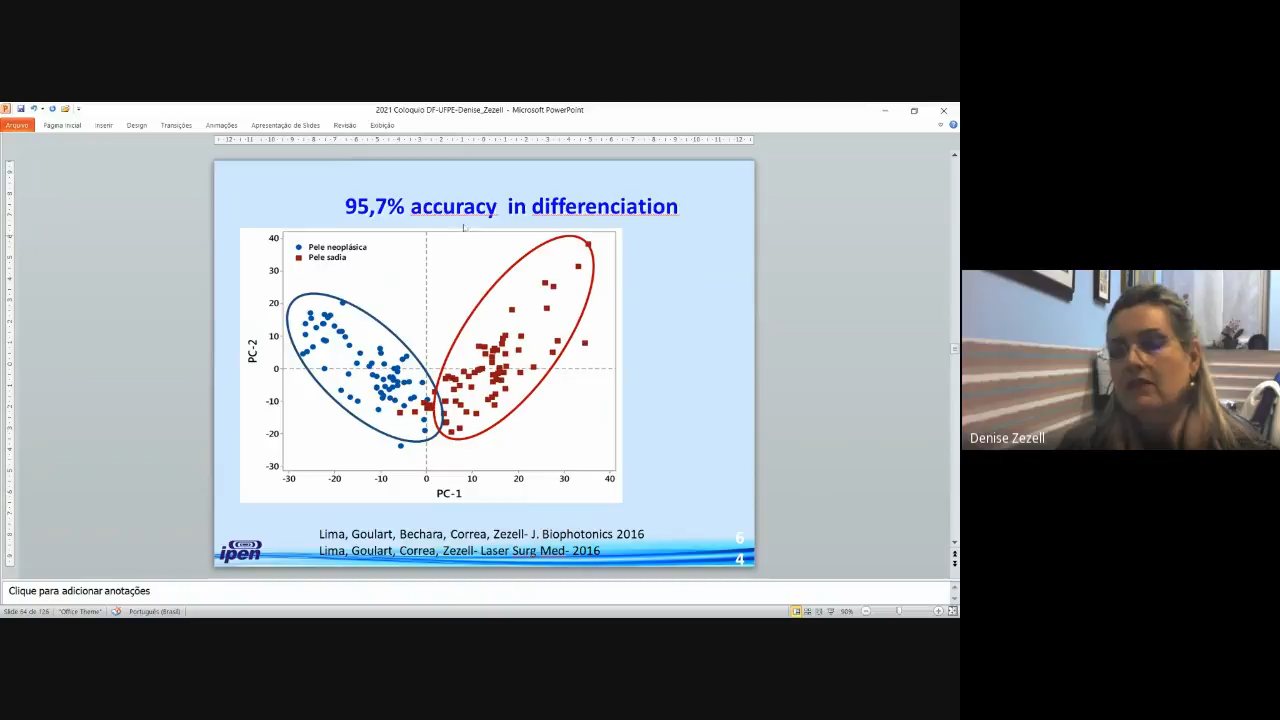 2021 Coloquio DF-UFPE-Denise_Zezell - Microsoft PowerPoint
Arquivo Página Inicial Inserir Design Transições Animações Apresentação de Slides Revisão Exibição
95,7% accuracy in differenciation
Pele neoplásica
Pele sadia
40
30
20
10
0
-10
-20
-30
PC-2
-30 -20 -10 0 10 20 30 40
PC-1
Lima, Goulart, Bechara, Correa, Zezell- J. Biophotonics 2016
Lima, Goulart, Correa, Zezell- Laser Surg Med- 2016
ipen
6
4
Clique para adicionar anotações
Slide 64 de 126 "Office Theme" Português (Brasil) 90%
Denise Zezell